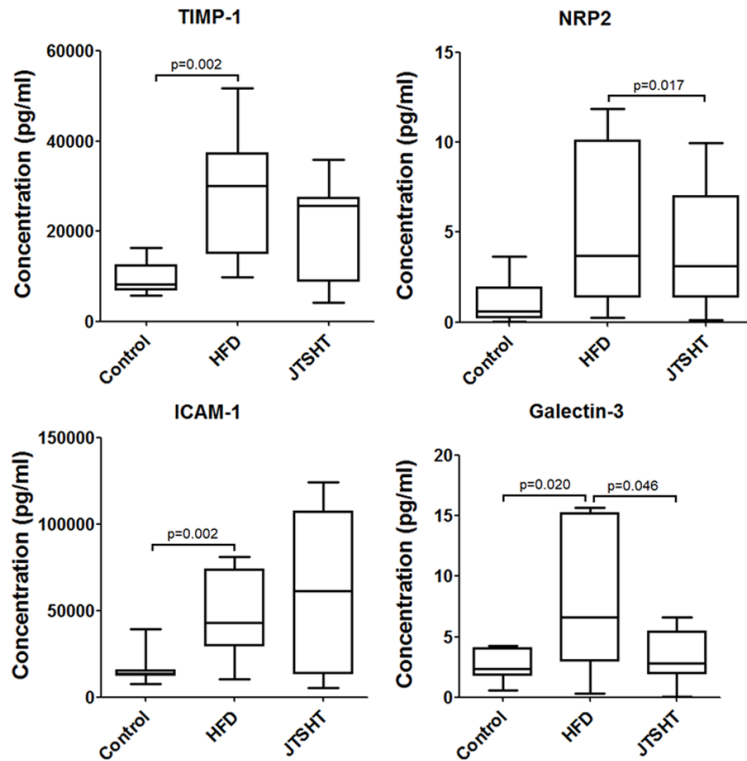 TIMP-1
Concentration (pg/ml)
60000
40000
20000
0
p=0.002
Control
HFD
JTSHT
NRP2
Concentration (pg/ml)
15
10
5
0
p=0.017
Control
HFD
JTSHT
ICAM-1
Concentration (pg/ml)
150000
100000
50000
0
p=0.002
Control
HFD
JTSHT
Galectin-3
Concentration (pg/ml)
20
15
10
5
0
p=0.020
p=0.046
Control
HFD
JTSHT